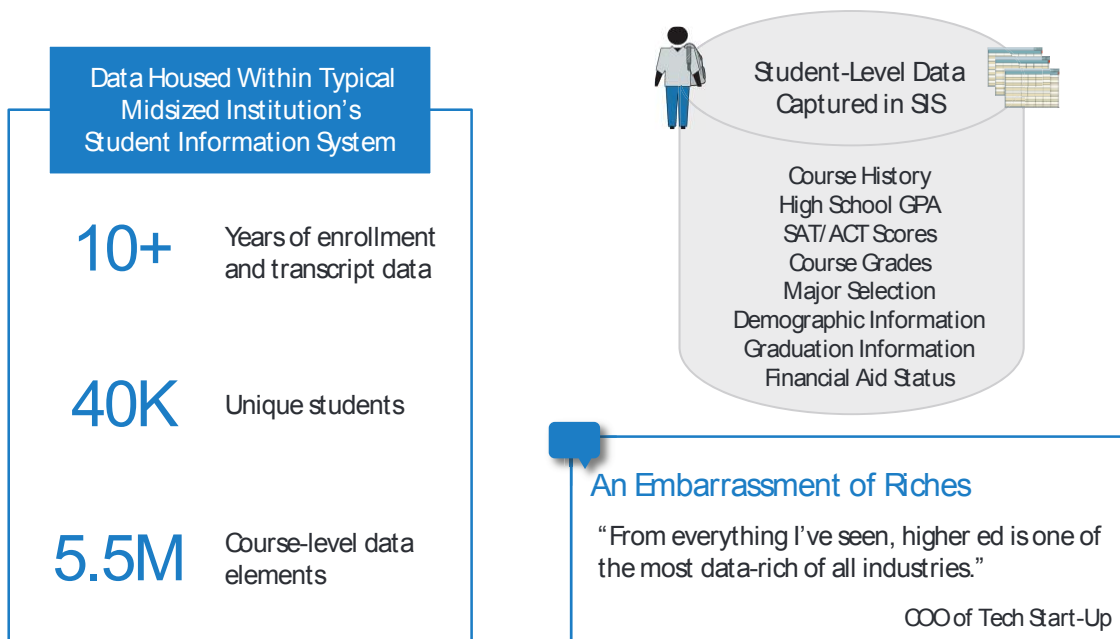 Data Housed Within Typical
Midsized Institution's
Student Information System
10+
Years of enrollment
and transcript data
40K
Unique students
5.5M
Course-level data
elements
Student-Level Data
Captured in SIS
Course History
High School GPA
SAT/ACT Scores
Course Grades
Major Selection
Demographic Information
Graduation Information
Financial Aid Status
An Embarrassment of Riches
“From everything I've seen, higher ed is one of
the most data-rich of all industries.”
COO of Tech Start-Up